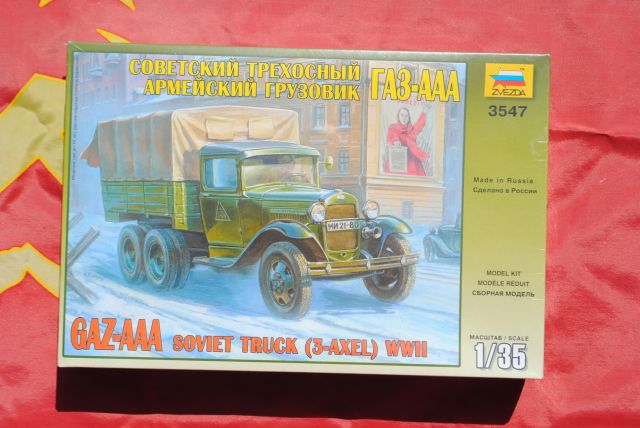 СОВЕТСКИЙ ТРЕХОСНЫЙ
АРМЕЙСКИЙ ГРУЗОВИК
ГАЗ-ААА
ZVEZDA
3547
Made in Russia
Сделано в России
МИ 21-80
MODEL KIT
MODÈLE RÉDUIT
СБОРНАЯ МОДЕЛЬ
GAZ-AAA SOVIET TRUCK (3-AXEL) WWII
МАСШТАБ / SCALE
1/35